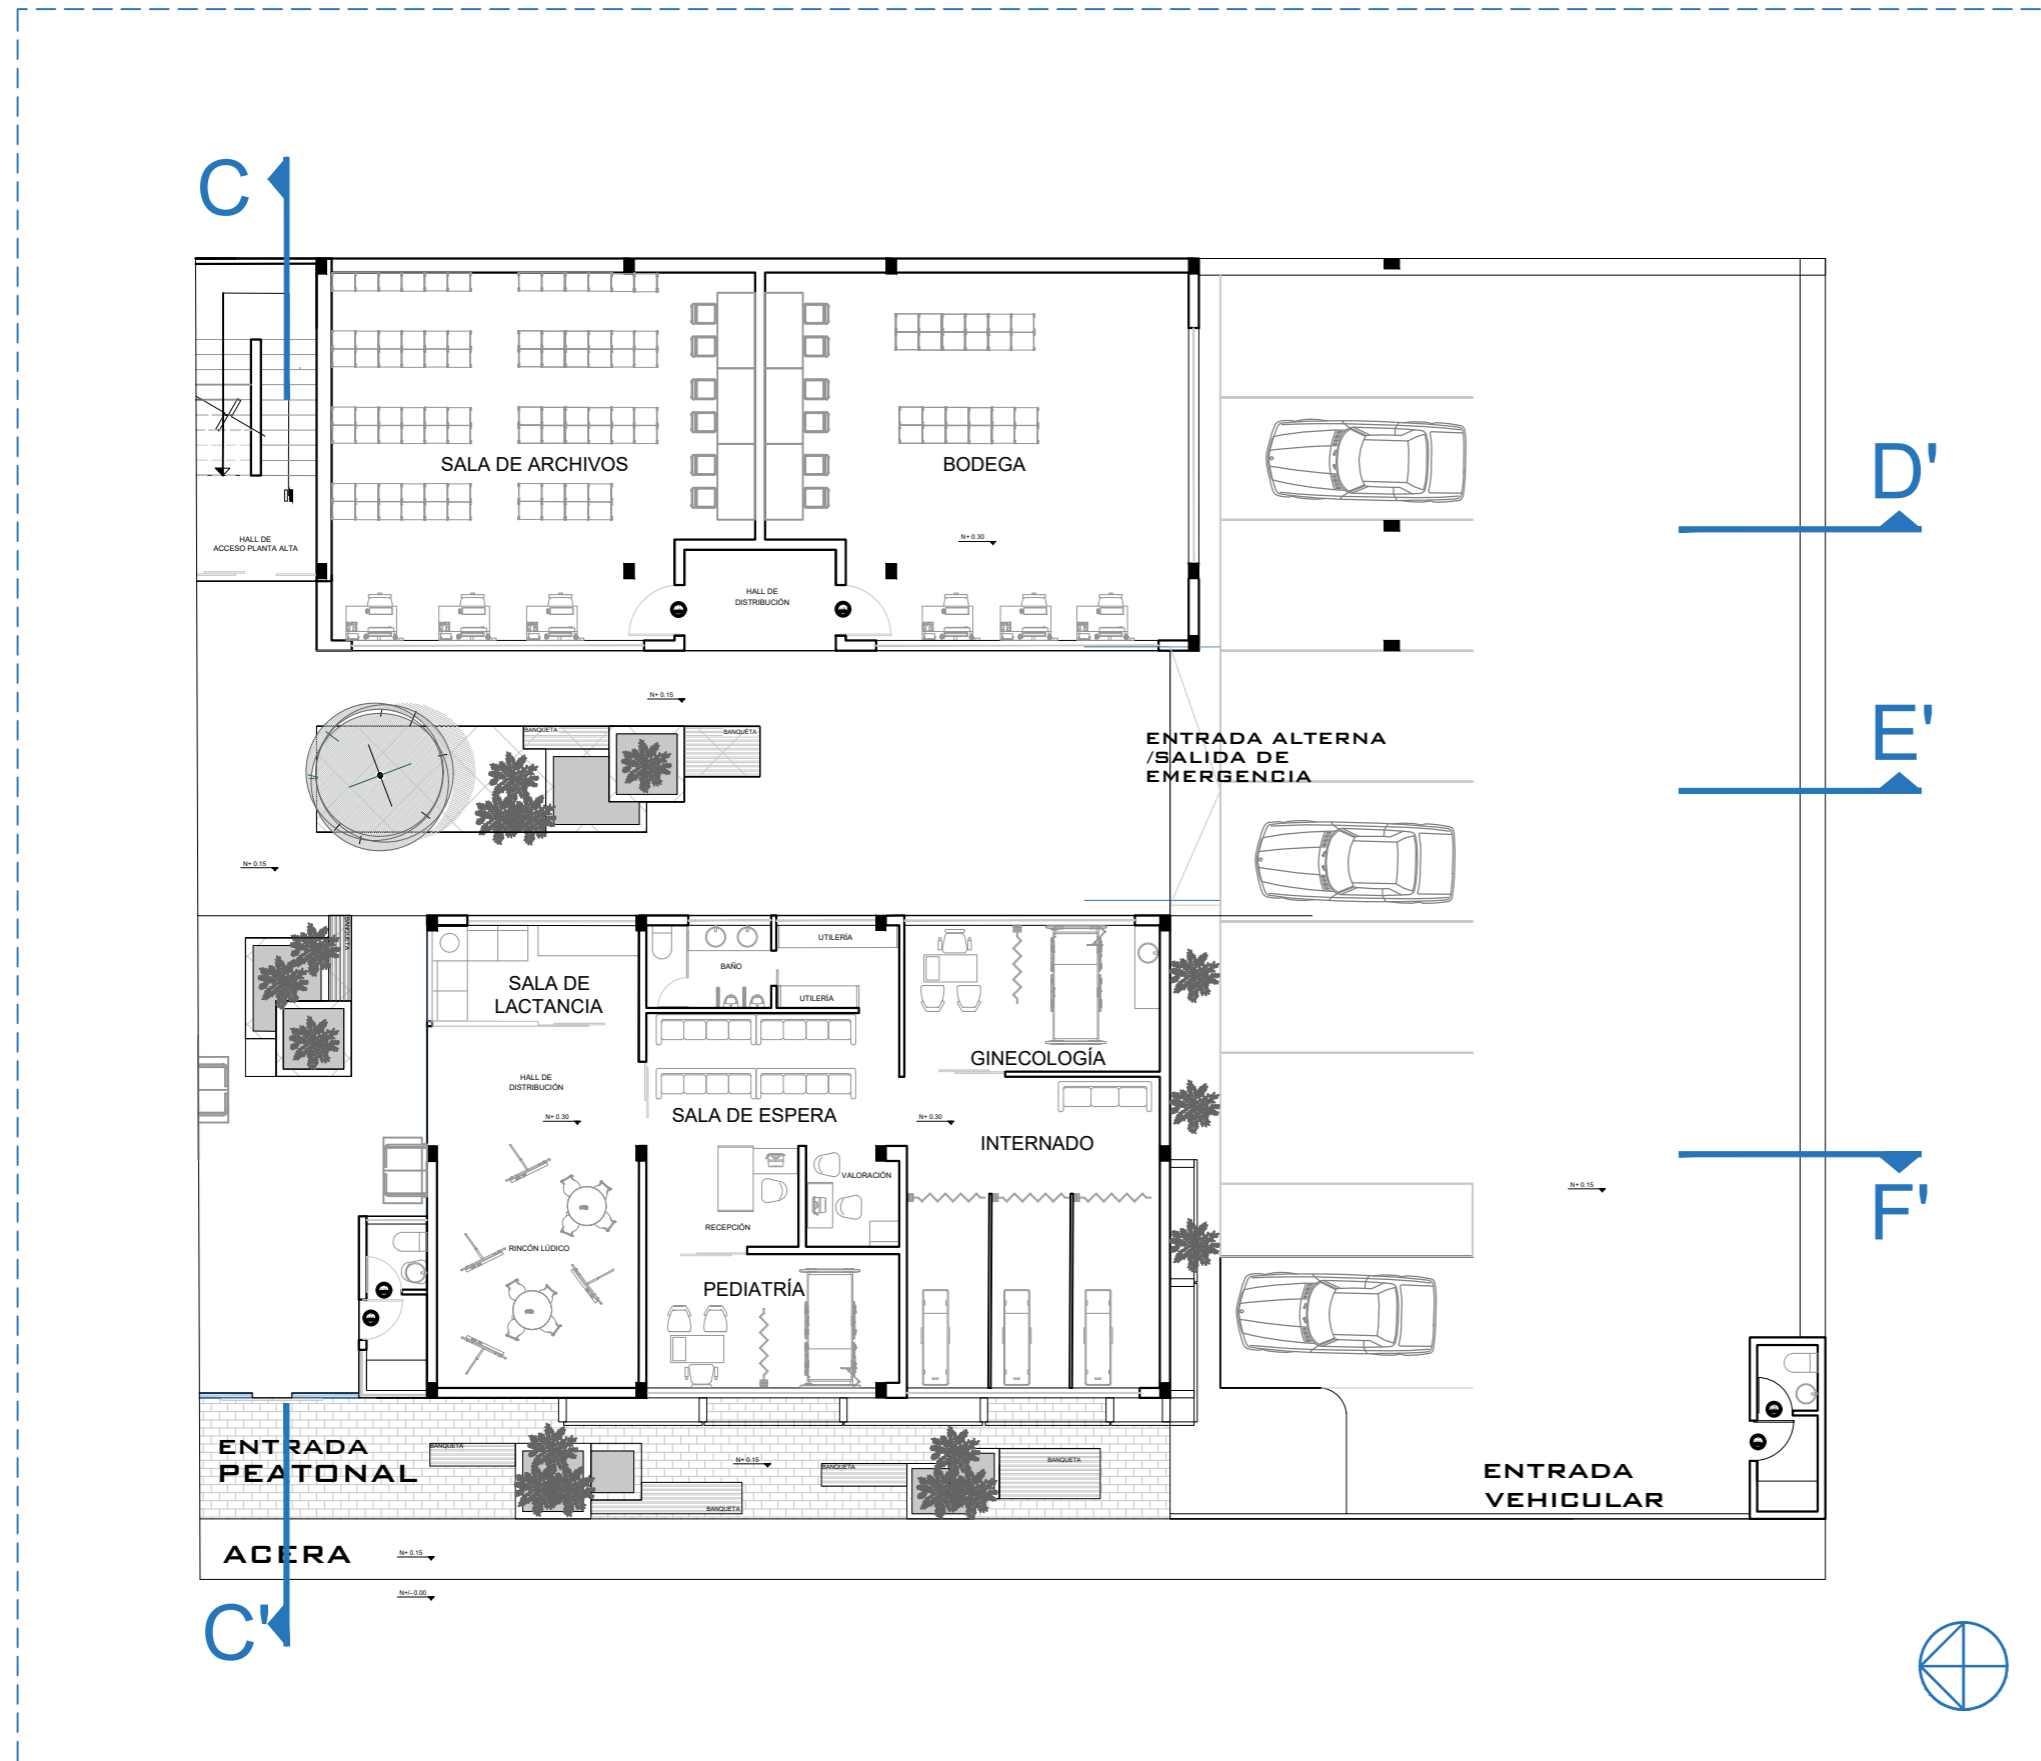 C
D'
SALA DE ARCHIVOS
BODEGA
HALL DE
ACCESO PLANTA ALTA
N+ 0.30
HALL DE
DISTRIBUCIÓN
N+ 0.15
BANQUETA
BANQUETA
E'
ENTRADA ALTERNA
/SALIDA DE
EMERGENCIA
N+ 0.15
BANQUETA
UTILERÍA
BAÑO
SALA DE
LACTANCIA
UTILERÍA
GINECOLOGÍA
HALL DE
DISTRIBUCIÓN
N+ 0.30
SALA DE ESPERA
N+ 0.30
INTERNADO
VALORACIÓN
N+ 0.15
F'
RECEPCIÓN
RINCÓN LÚDICO
PEDIATRÍA
ENTRADA
PEATONAL
BANQUETA
N+ 0.15
BANQUETA
BANQUETA
BANQUETA
ENTRADA
VEHICULAR
ACERA
N+ 0.15
N+/- 0.00
C'